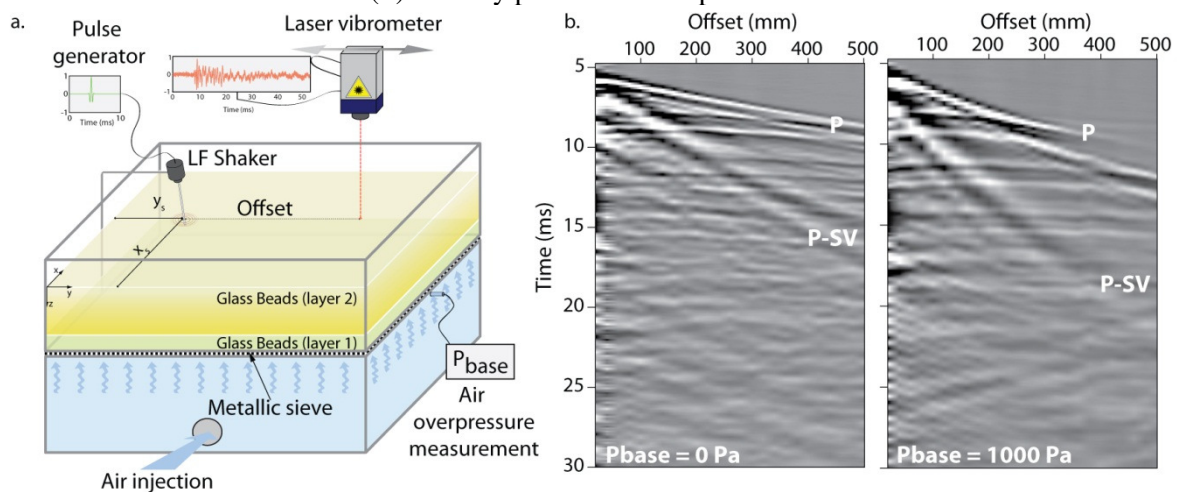 a.
Pulse
generator
1
0
-1
0 10
Time (ms)
Laser vibrometer
1
0
-1
0 10 20 30 40 50
Time (ms)
LF Shaker
ys
Offset
xs
x
y
z
Glass Beads (layer 2)
Glass Beads (layer 1)
Pbase
Air
overpressure
measurement
Metallic sieve
Air injection
b.
Offset (mm)
100 200 300 400 500
Time (ms)
5
10
15
20
25
30
P
P-SV
Pbase = 0 Pa
Offset (mm)
100 200 300 400 500
P
P-SV
Pbase = 1000 Pa